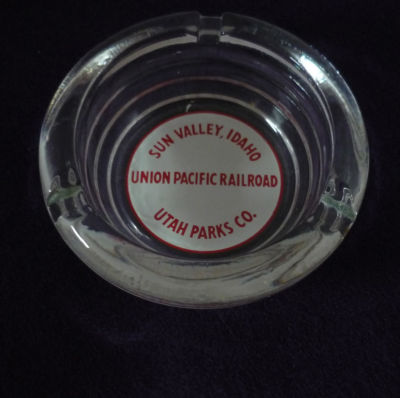 SUN VALLEY, IDAHO
UNION PACIFIC RAILROAD
UTAH PARKS CO.